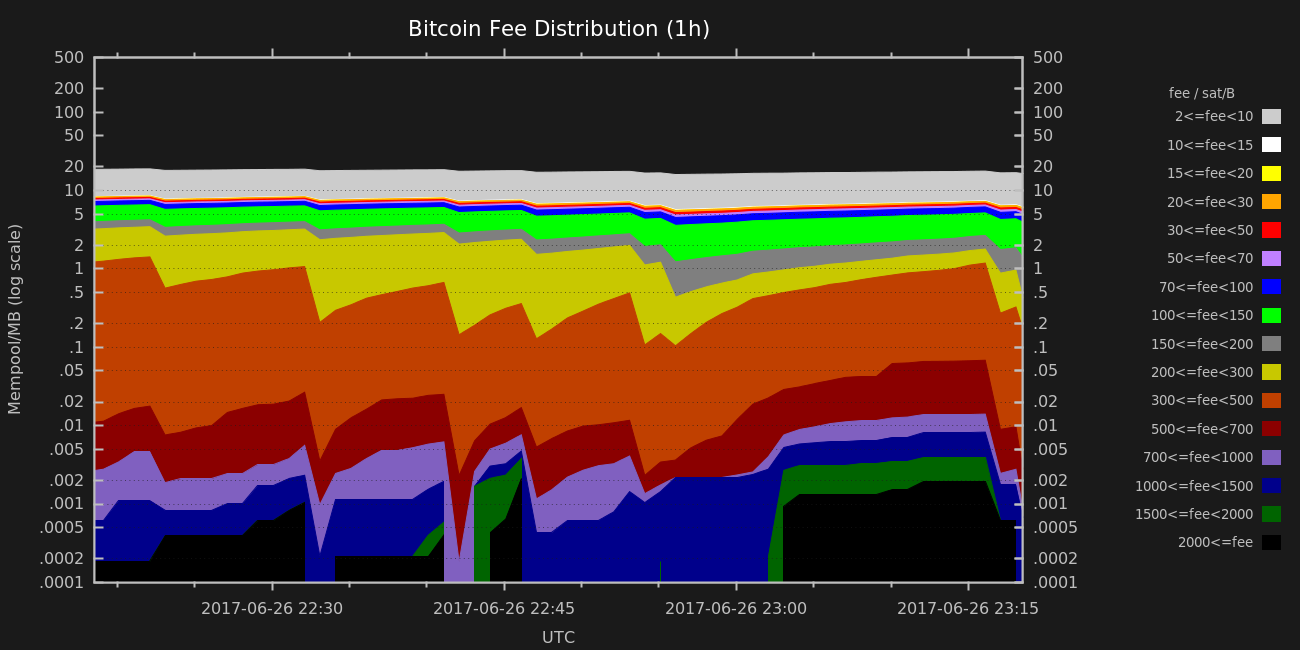 Bitcoin Fee Distribution (1h)
Mempool/MB (log scale)
500
200
100
50
20
10
5
2
1
.5
.2
.1
.05
.02
.01
.005
.002
.001
.0005
.0002
.0001
500
200
100
50
20
10
5
2
1
.5
.2
.1
.05
.02
.01
.005
.002
.001
.0005
.0002
.0001
2017-06-26 22:30 2017-06-26 22:45 2017-06-26 23:00 2017-06-26 23:15
UTC
fee / sat/B
2<=fee<10
10<=fee<15
15<=fee<20
20<=fee<30
30<=fee<50
50<=fee<70
70<=fee<100
100<=fee<150
150<=fee<200
200<=fee<300
300<=fee<500
500<=fee<700
700<=fee<1000
1000<=fee<1500
1500<=fee<2000
2000<=fee